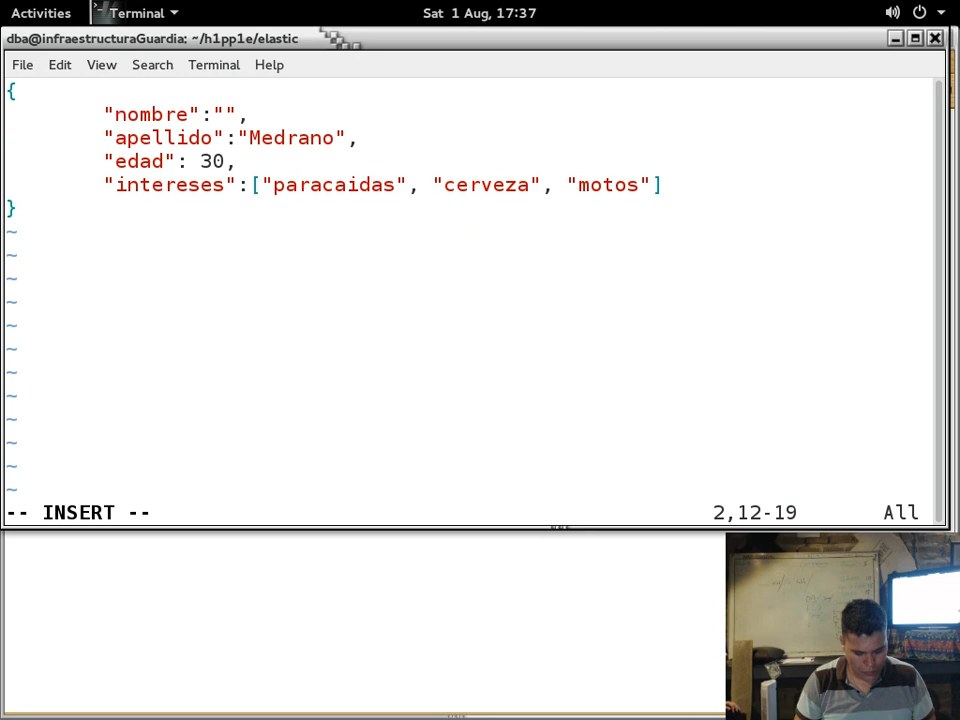 Activities Terminal Sat 1 Aug, 17:37
dba@infraestructuraGuardia: ~/h1pp1e/elastic
File Edit View Search Terminal Help
{
"nombre":"",
"apellido":"Medrano",
"edad": 30,
"intereses":["paracaidas", "cerveza", "motos"]
}
~
~
~
~
~
~
~
~
~
~
~
~
-- INSERT -- 2,12-19 All